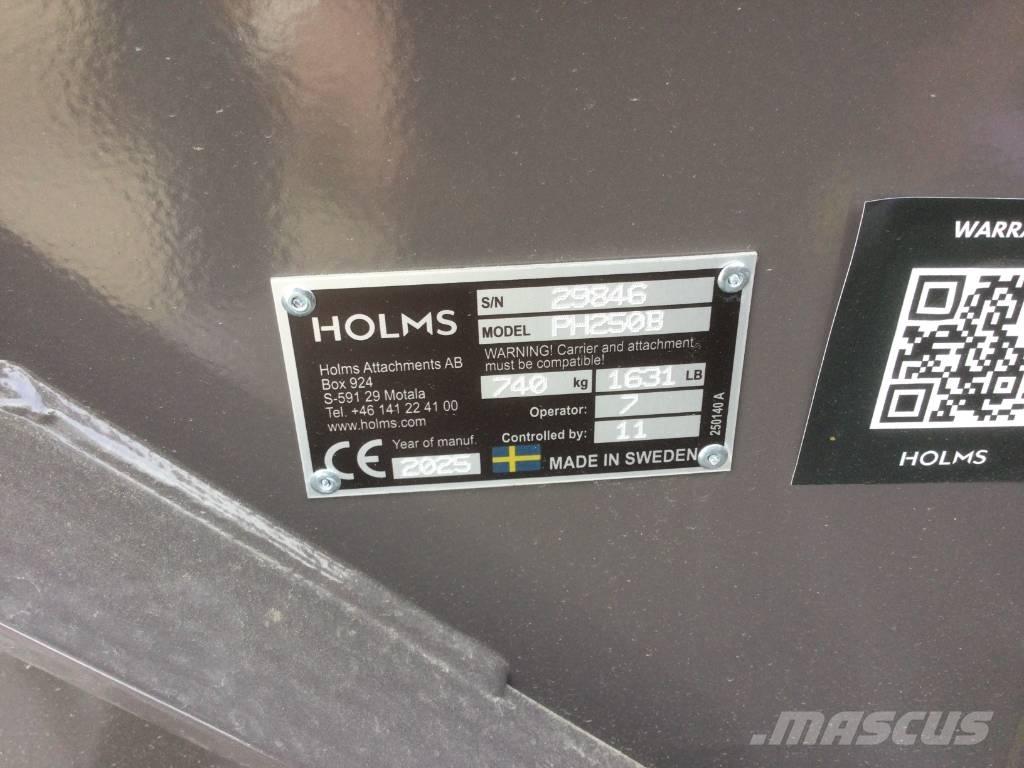 HOLMS
Holms Attachments AB
Box 924
S-591 29 Motala
Tel. +46 141 22 41 00
www.holms.com
CE Year of manuf. 2025
S/N 29846
MODEL PH250B
WARNING! Carrier and attachment
must be compatible!
740 kg 1631 LB
Operator: 7
Controlled by: 11
MADE IN SWEDEN
250140 A
HOLMS
MASCUS